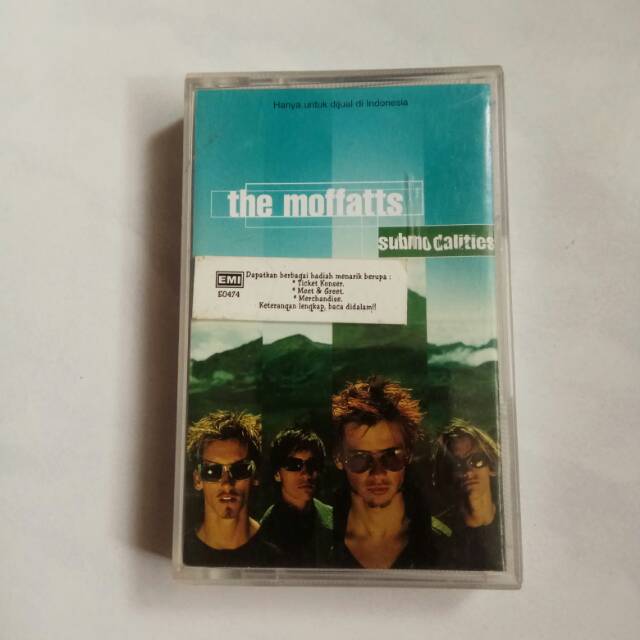 Hanya untuk dijual di Indonesia
the moffatts
submodalities
EMI
E0474
Dapatkan berbagai hadiah menarik berupa :
* Ticket Konser.
* Meet & Greet.
* Merchandise.
Keterangan lengkap, baca didalam!!